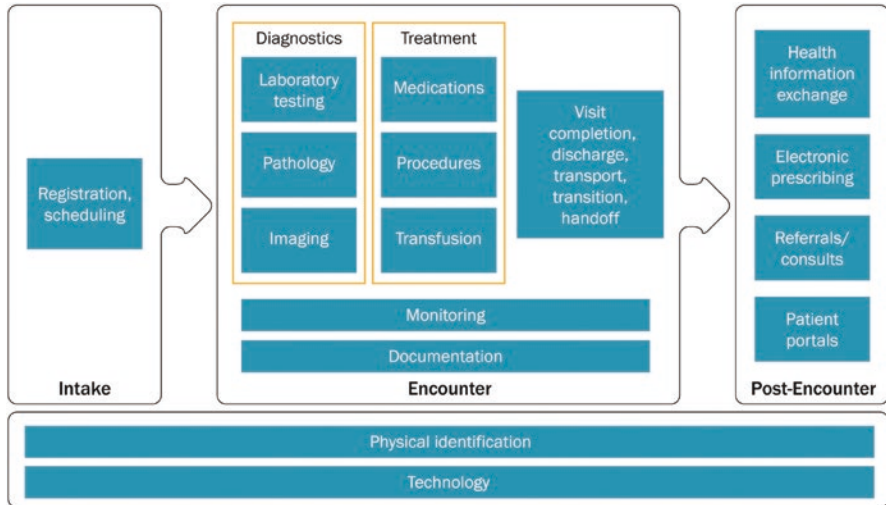 Registration,
scheduling
Intake
Diagnostics
Laboratory
testing
Pathology
Imaging
Treatment
Medications
Procedures
Transfusion
Visit
completion,
discharge,
transport,
transition,
handoff
Monitoring
Documentation
Encounter
Health
information
exchange
Electronic
prescribing
Referrals/
consults
Patient
portals
Post-Encounter
Physical identification
Technology